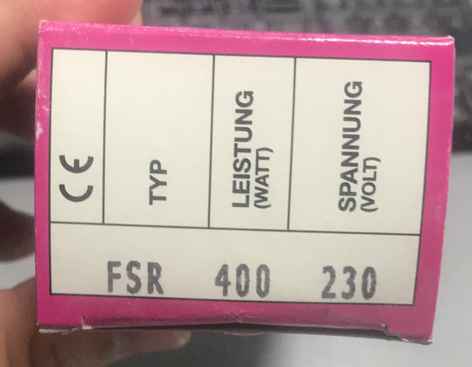 CE
TYP
LEISTUNG
(WATT)
SPANNUNG
(VOLT)
FSR 400 230